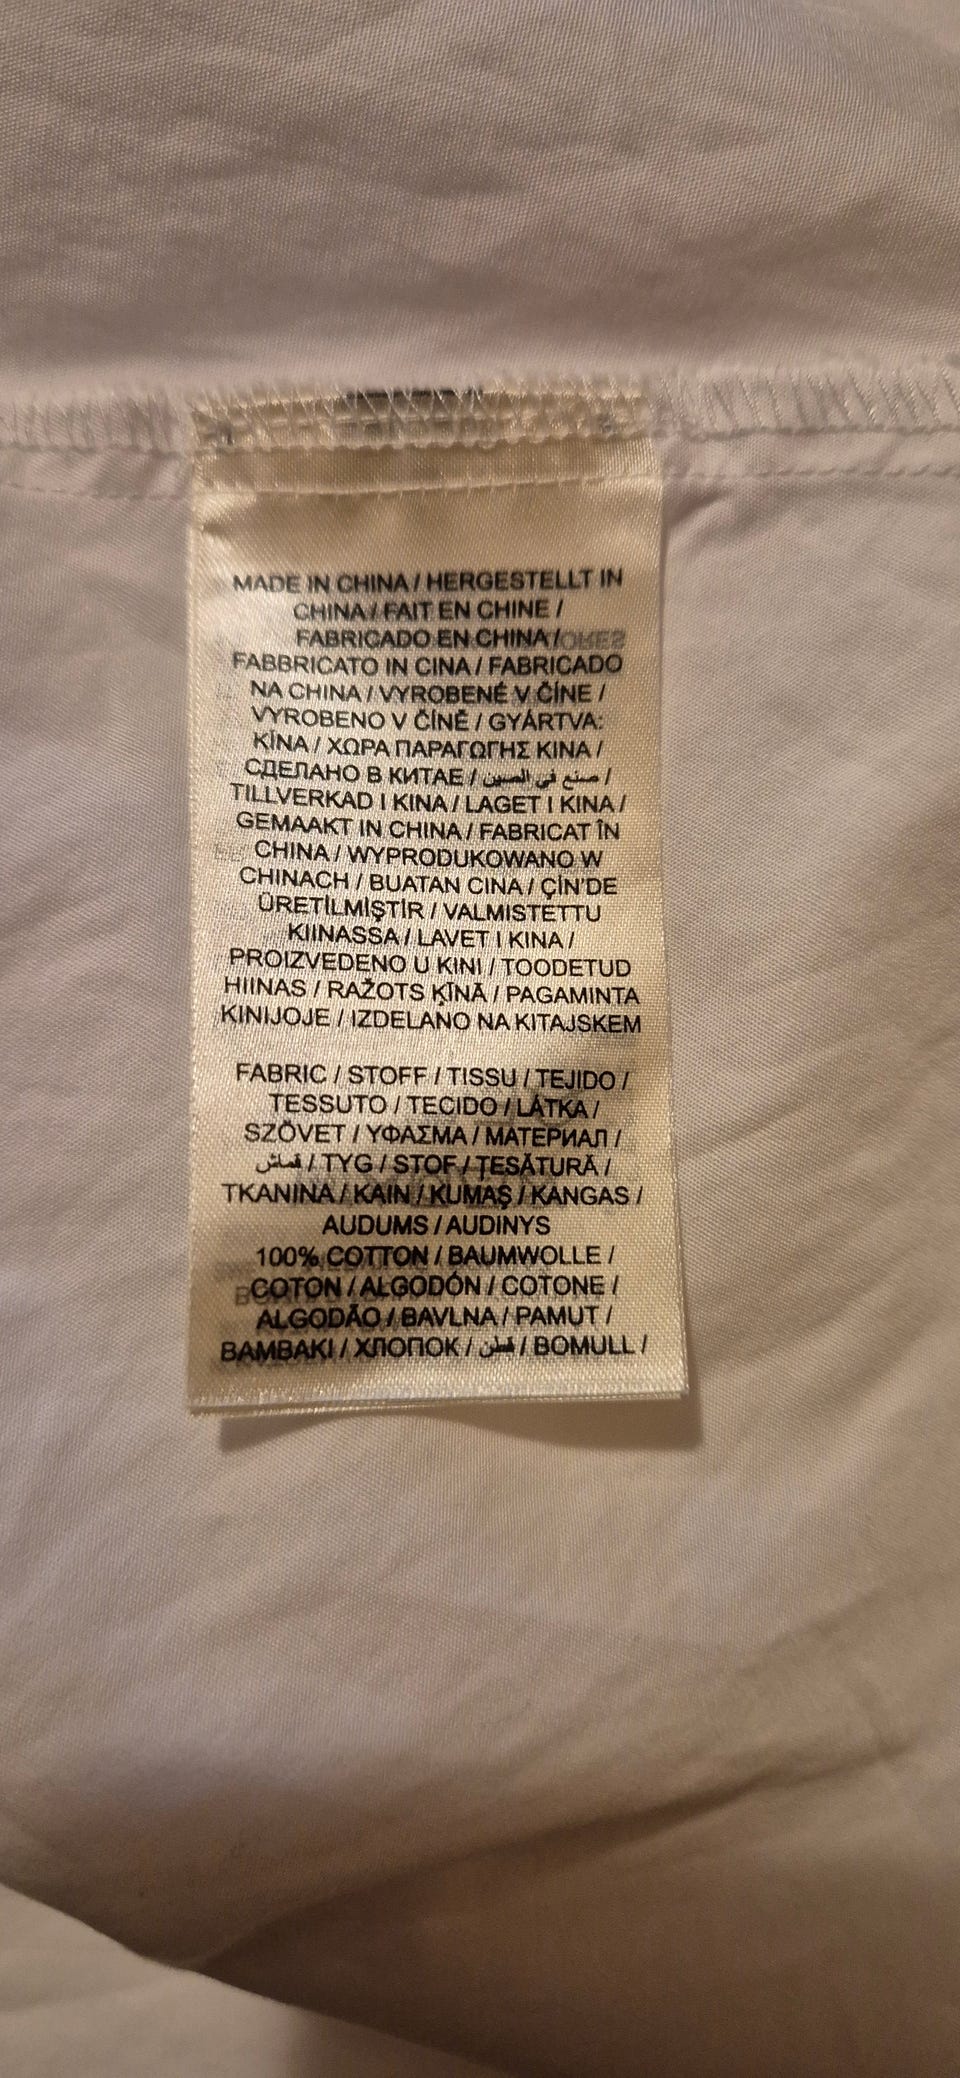 MADE IN CHINA / HERGESTELLT IN
CHINA / FAIT EN CHINE /
FABRICADO EN CHINA /
FABBRICATO IN CINA / FABRICADO
NA CHINA / VYROBENÉ V ČÍNE /
VYROBENO V ČÍNĚ / GYÁRTVA:
KÍNA / ΧΩΡΑ ΠΑΡΑΓΩΓΗΣ KINA /
СДЕЛАНО В КИТАЕ / صنع في الصين /
TILLVERKAD I KINA / LAGET I KINA /
GEMAAKT IN CHINA / FABRICAT ÎN
CHINA / WYPRODUKOWANO W
CHINACH / BUATAN CINA / ÇİN'DE
ÜRETİLMİŞTİR / VALMISTETTU
KIINASSA / LAVET I KINA /
PROIZVEDENO U KINI / TOODETUD
HIINAS / RAŽOTS ĶĪNĀ / PAGAMINTA
KINIJOJE / IZDELANO NA KITAJSKEM
FABRIC / STOFF / TISSU / TEJIDO /
TESSUTO / TECIDO / LÁTKA /
SZÖVET / ΥΦΑΣΜΑ / МАТЕРИАЛ /
قماش / TYG / STOF / ȚESĂTURĂ /
TKANINA / KAIN / KUMAŞ / KANGAS /
AUDUMS / AUDINYS
100% COTTON / BAUMWOLLE /
COTON / ALGODÓN / COTONE /
ALGODÃO / BAVLNA / PAMUT /
BAMBAKI / ХЛОПОК / قطن / BOMULL /